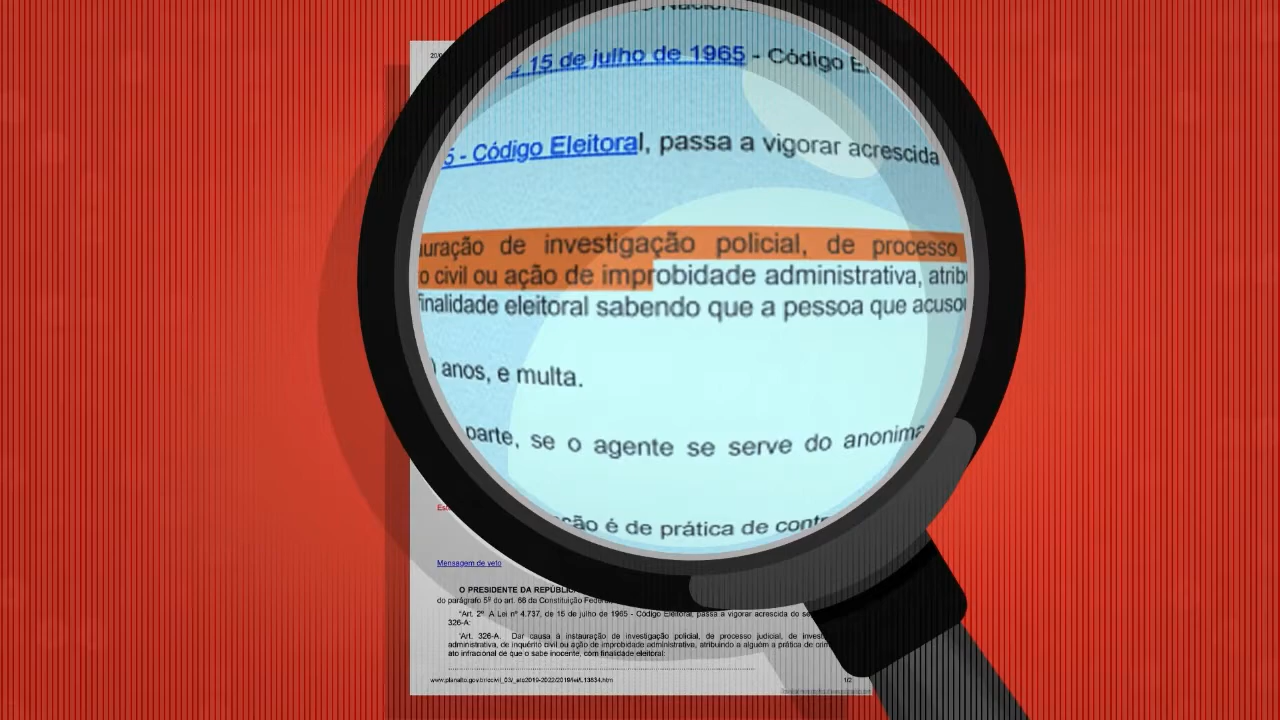 15 de julho de 1965 - Código E
5 - Código Eleitoral, passa a vigorar acrescida
uração de investigação policial, de processo
o civil ou ação de improbidade administrativa, atrib
finalidade eleitoral sabendo que a pessoa que acuso
anos, e multa.
parte, se o agente se serve do anonima
ção é de prática de contr
Mensagem de veto
O PRESIDENTE DA REPÚBLICA
do parágrafo 5º do art. 66 da Constituição Fede
"Art. 2º A Lei nº 4.737, de 15 de julho de 1965 - Código Eleitoral, passa a vigorar acrescida do se
326-A:
'Art. 326-A. Dar causa à instauração de investigação policial, de processo judicial, de invest
administrativa, de inquérito civil ou ação de improbidade administrativa, atribuindo a alguém a prática de crim
ato infracional de que o sabe inocente, com finalidade eleitoral:
www.planalto.gov.br/ccivil_03/_ato2019-2022/2019/lei/L13834.htm 1/2